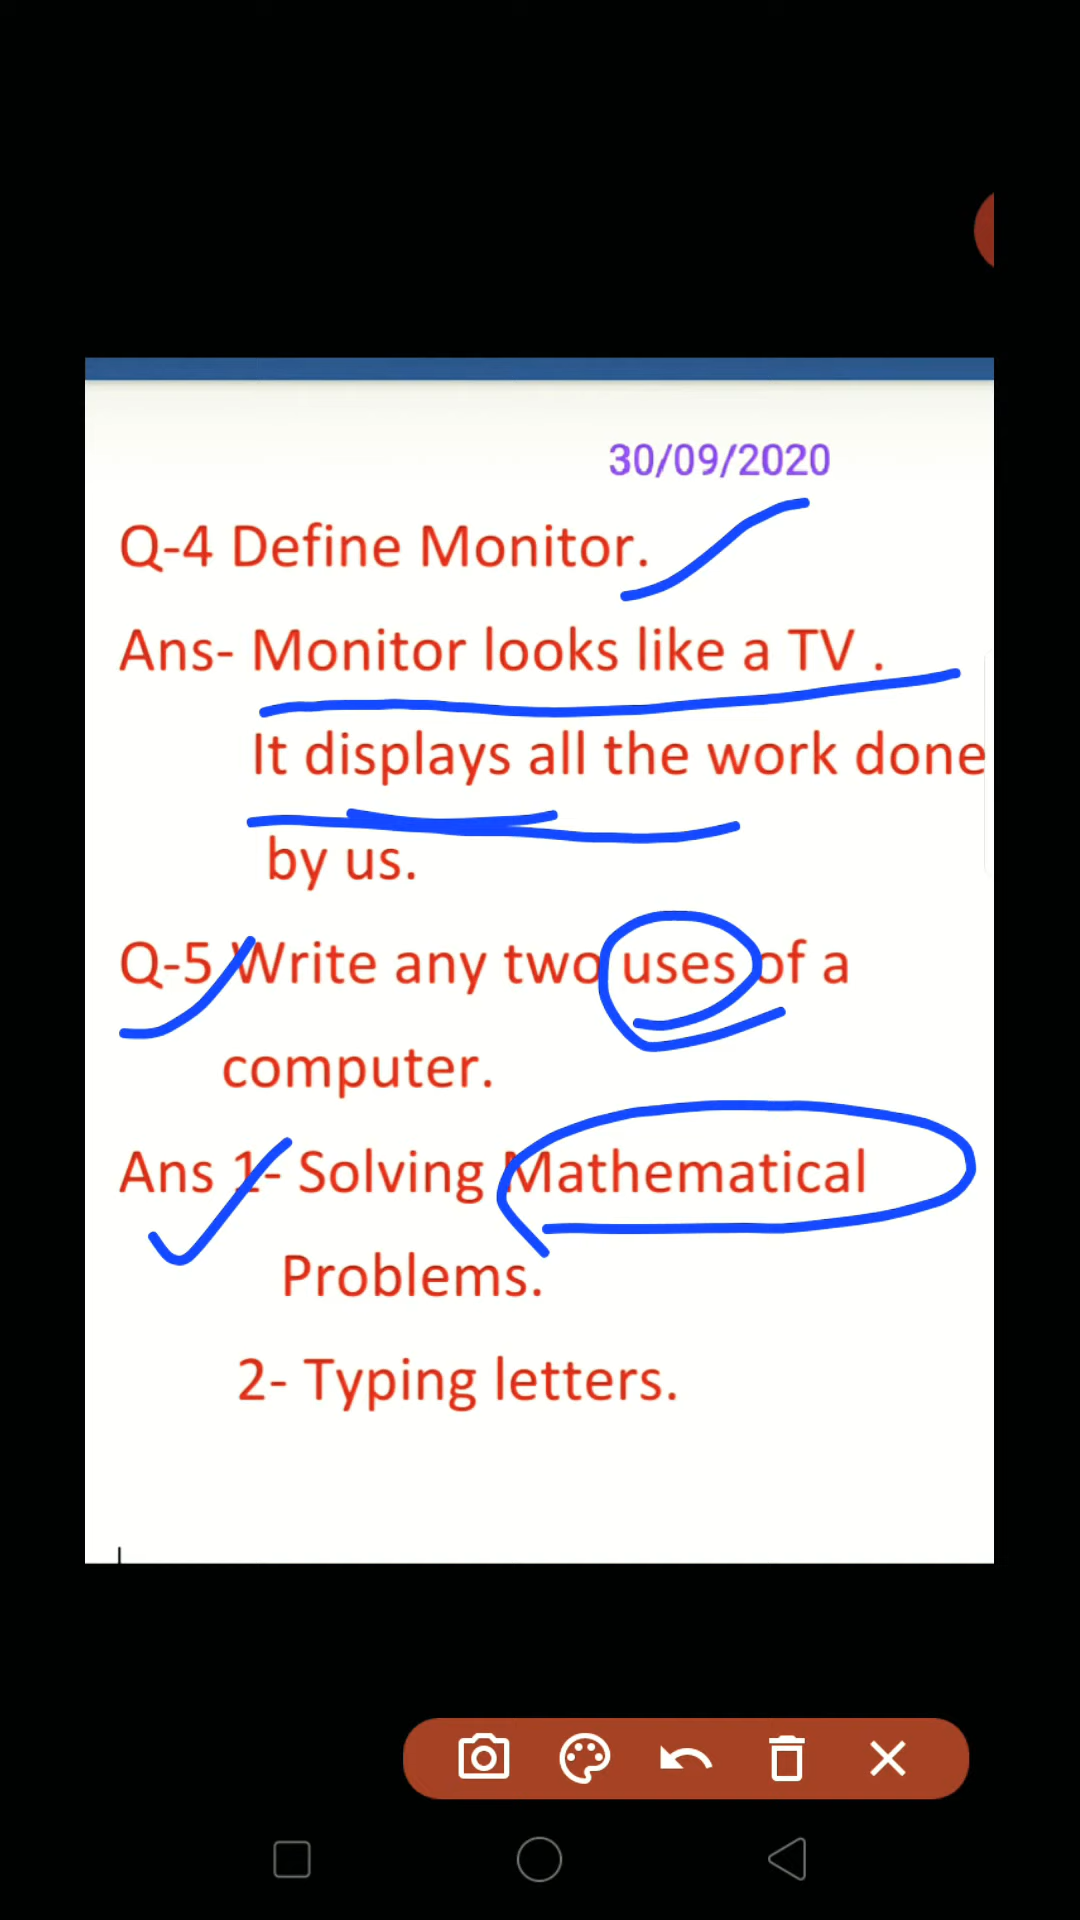 30/09/2020
Q-4 Define Monitor.
Ans- Monitor looks like a TV .
It displays all the work done
by us.
Q-5 Write any two uses of a
computer.
Ans 1- Solving Mathematical
Problems.
2- Typing letters.